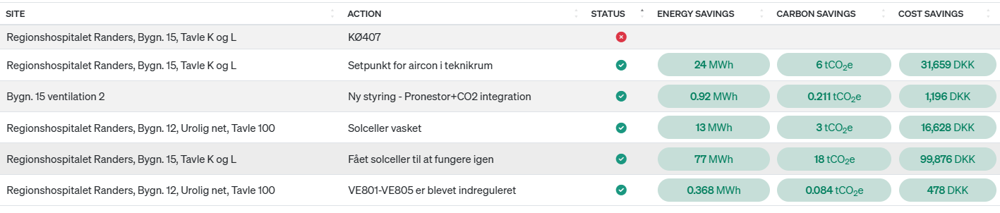 SITE ACTION STATUS ENERGY SAVINGS CARBON SAVINGS COST SAVINGS
Regionshospitalet Randers, Bygn. 15, Tavle K og L KØ407
Regionshospitalet Randers, Bygn. 15, Tavle K og L Setpunkt for aircon i teknikrum 24 MWh 6 tCO₂e 31,659 DKK
Bygn. 15 ventilation 2 Ny styring - Pronestor+CO2 integration 0.92 MWh 0.211 tCO₂e 1,196 DKK
Regionshospitalet Randers, Bygn. 12, Urolig net, Tavle 100 Solceller vasket 13 MWh 3 tCO₂e 16,628 DKK
Regionshospitalet Randers, Bygn. 15, Tavle K og L Fået solceller til at fungere igen 77 MWh 18 tCO₂e 99,876 DKK
Regionshospitalet Randers, Bygn. 12, Urolig net, Tavle 100 VE801-VE805 er blevet indreguleret 0.368 MWh 0.084 tCO₂e 478 DKK